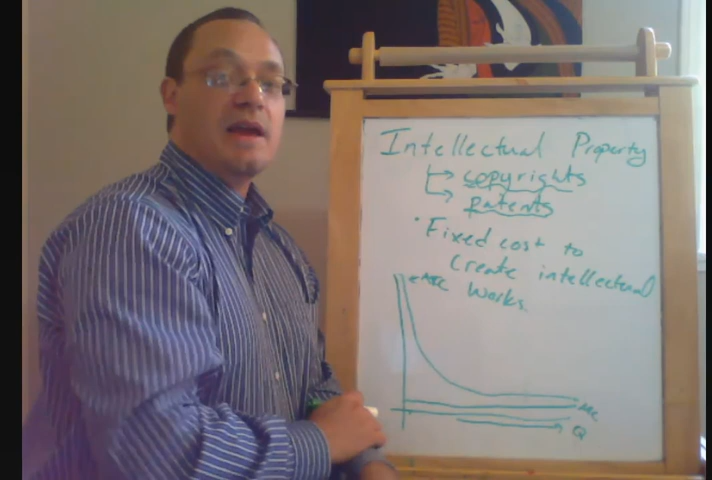 Intellectual Property
copyrights
patents
• Fixed cost to
create intellectual
works.
ATC
MC
Q